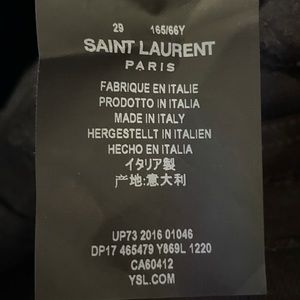 29 165/66Y
SAINT LAURENT
PARIS
FABRIQUE EN ITALIE
PRODOTTO IN ITALIA
MADE IN ITALY
HERGESTELLT IN ITALIEN
HECHO EN ITALIA
イタリア製
产地:意大利
UP73 2016 01046
DP17 465479 Y869L 1220
CA60412
YSL.COM